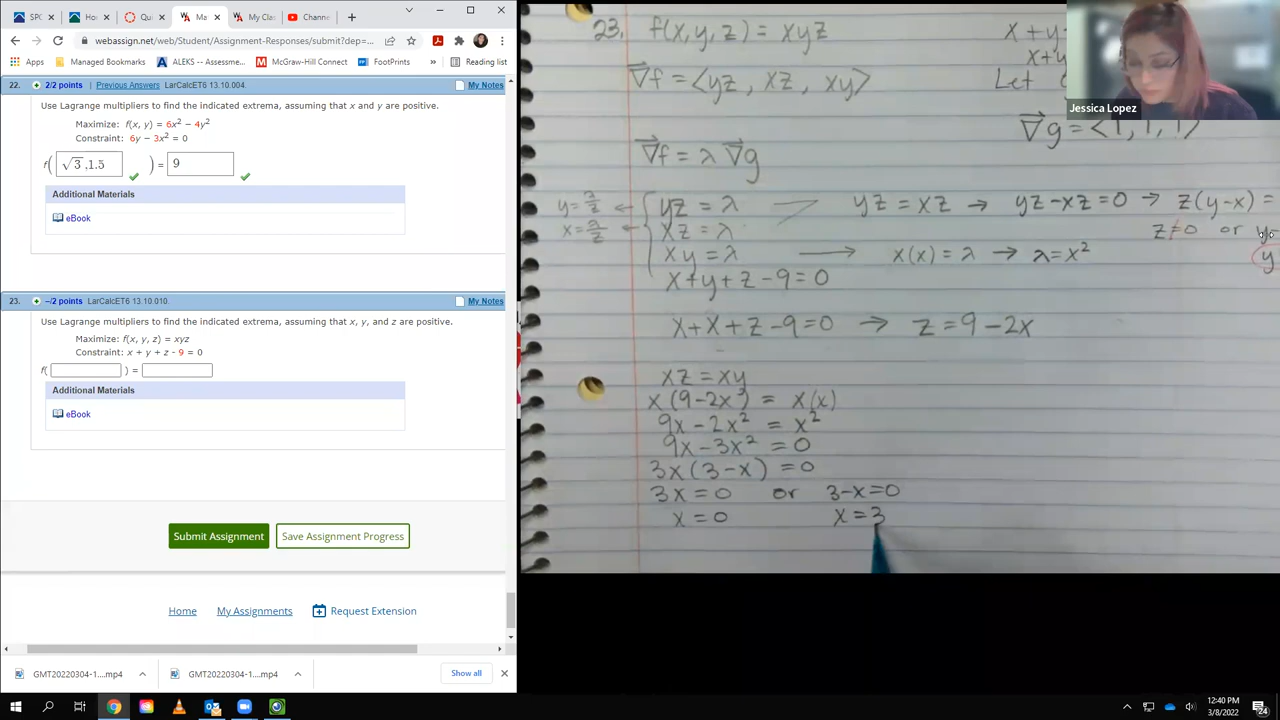 SP(
Ho
Qui
Ma
My Cla
Channe
webassign.net/web/Student/Assignment-Responses/submit?dep=...
Apps
Managed Bookmarks
ALEKS -- Assessme...
McGraw-Hill Connect
FootPrints
»
Reading list
22.
2/2 points | Previous Answers LarCalcET6 13.10.004.
My Notes
Use Lagrange multipliers to find the indicated extrema, assuming that x and y are positive.
Maximize: f(x, y) = 6x² − 4y²
Constraint: 6y − 3x² = 0
f( √3 ,1.5 ) = 9
Additional Materials
eBook
23.
−/2 points LarCalcET6 13.10.010.
My Notes
Use Lagrange multipliers to find the indicated extrema, assuming that x, y, and z are positive.
Maximize: f(x, y, z) = xyz
Constraint: x + y + z - 9 = 0
f( ) =
Additional Materials
eBook
Submit Assignment
Save Assignment Progress
Home
My Assignments
Request Extension
GMT20220304-1....mp4
GMT20220304-1....mp4
Show all
23. f(x,y,z) = xyz
x+y
x+y
∇f = ⟨yz, xz, xy⟩
Let
∇g = ⟨1, 1, 1⟩
∇f = λ ∇g
y = λ/z ← yz = λ
yz = xz → yz − xz = 0 → z(y−x) =
x = λ/z ← xz = λ
z ≠ 0 or y
xy = λ → x(x) = λ → λ = x²
y
x + y + z − 9 = 0
x + x + z − 9 = 0 → z = 9 − 2x
xz = xy
x(9−2x) = x(x)
9x − 2x² = x²
9x − 3x² = 0
3x(3−x) = 0
3x = 0 or 3−x = 0
x = 0 x = 3
Jessica Lopez
12:40 PM
3/8/2022
24